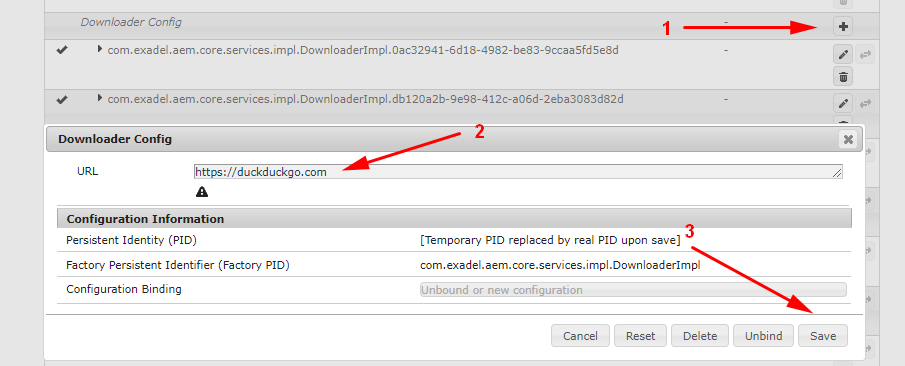 Downloader Config - 1
com.exadel.aem.core.services.impl.DownloaderImpl.0ac32941-6d18-4982-be83-9ccaa5fd5e8d -
com.exadel.aem.core.services.impl.DownloaderImpl.db120a2b-9e98-412c-a06d-2eba3083d82d -
Downloader Config 2
URL https://duckduckgo.com
Configuration Information
Persistent Identity (PID) [Temporary PID replaced by real PID upon save] 3
Factory Persistent Identifier (Factory PID) com.exadel.aem.core.services.impl.DownloaderImpl
Configuration Binding Unbound or new configuration
Cancel Reset Delete Unbind Save